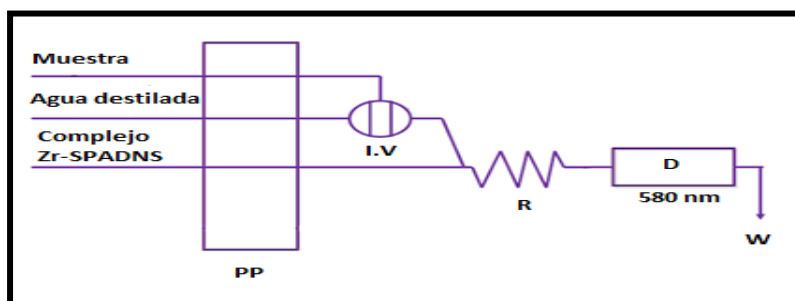 Muestra
Agua destilada
Complejo
Zr-SPADNS
I.V
R
D
580 nm
W
PP